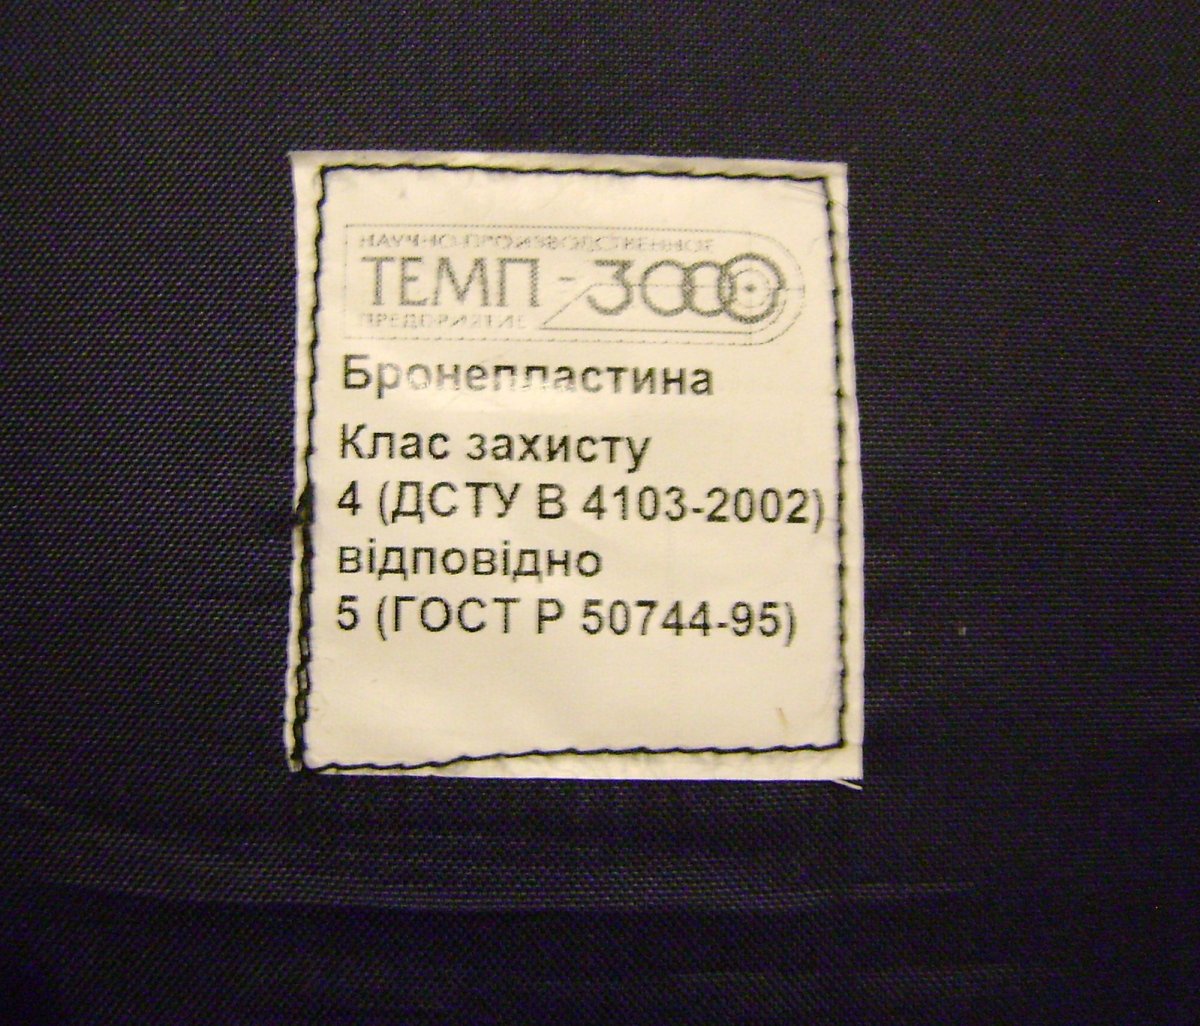 НАУЧНО-ПРОИЗВОДСТВЕННОЕ
ТЕМП - 3000
ПРЕДПРИЯТИЕ
Бронепластина
Клас захисту
4 (ДСТУ В 4103-2002)
відповідно
5 (ГОСТ Р 50744-95)